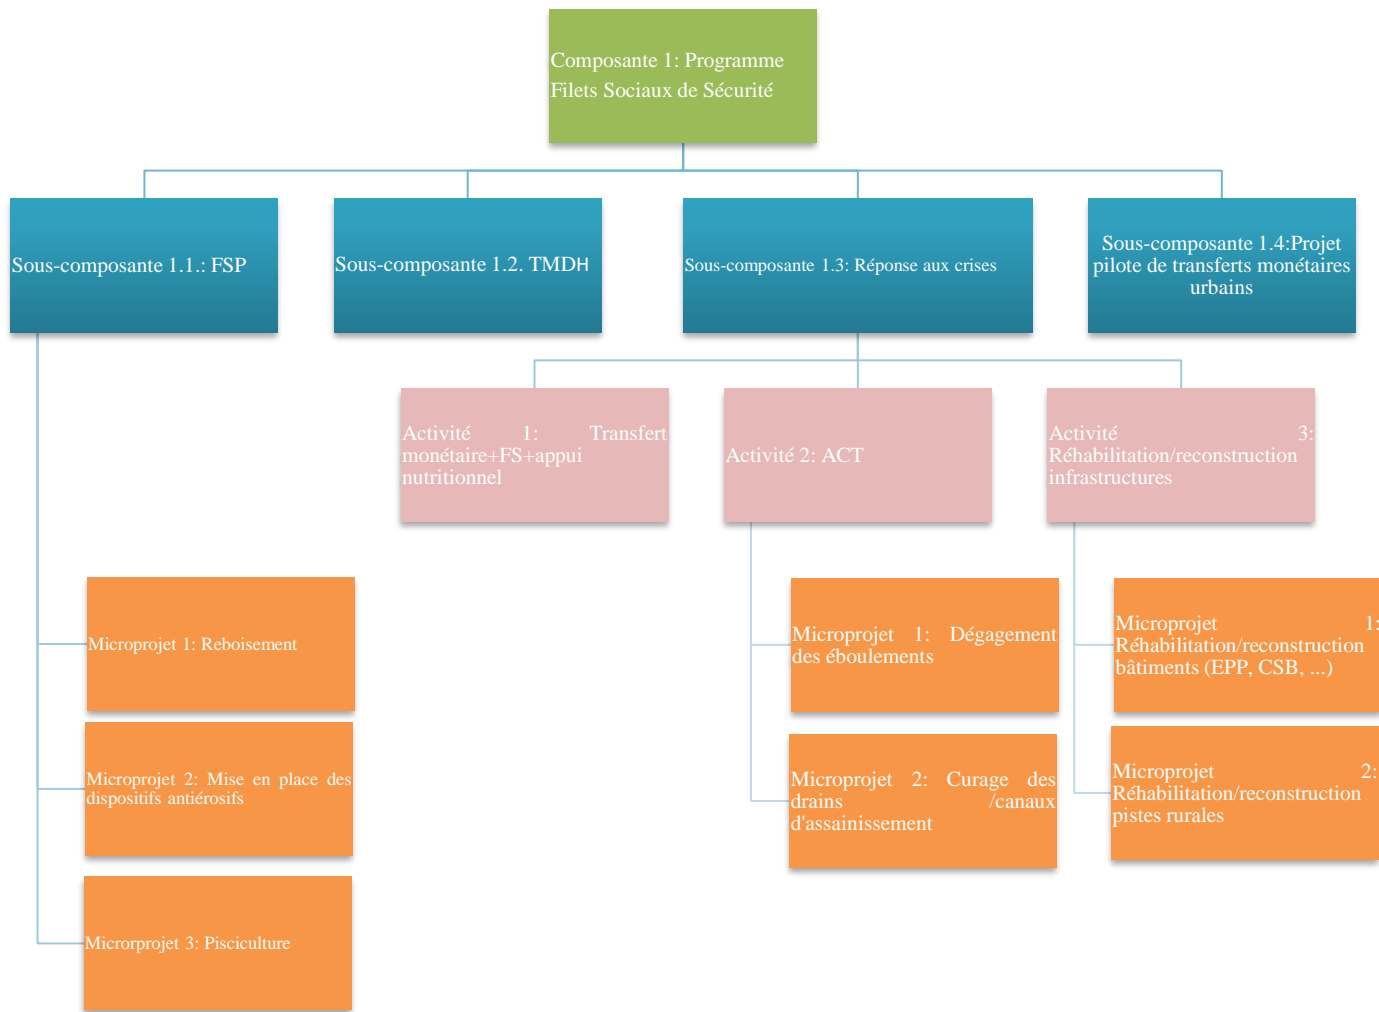 Composante 1: Programme
Filets Sociaux de Sécurité
Sous-composante 1.1.: FSP
Sous-composante 1.2. TMDH
Sous-composante 1.3: Réponse aux crises
Sous-composante 1.4:Projet
pilote de transferts monétaires
urbains
Activité 1: Transfert
monétaire+FS+appui
nutritionnel
Activité 2: ACT
Activité 3:
Réhabilitation/reconstruction
infrastructures
Microprojet 1: Reboisement
Microprojet 2: Mise en place des
dispositifs antiérosifs
Microrprojet 3: Pisciculture
Microprojet 1: Dégagement
des éboulements
Microprojet 2: Curage des
drains /canaux
d'assainissement
Microprojet 1:
Réhabilitation/reconstruction
bâtiments (EPP, CSB, ...)
Microprojet 2:
Réhabilitation/reconstruction
pistes rurales